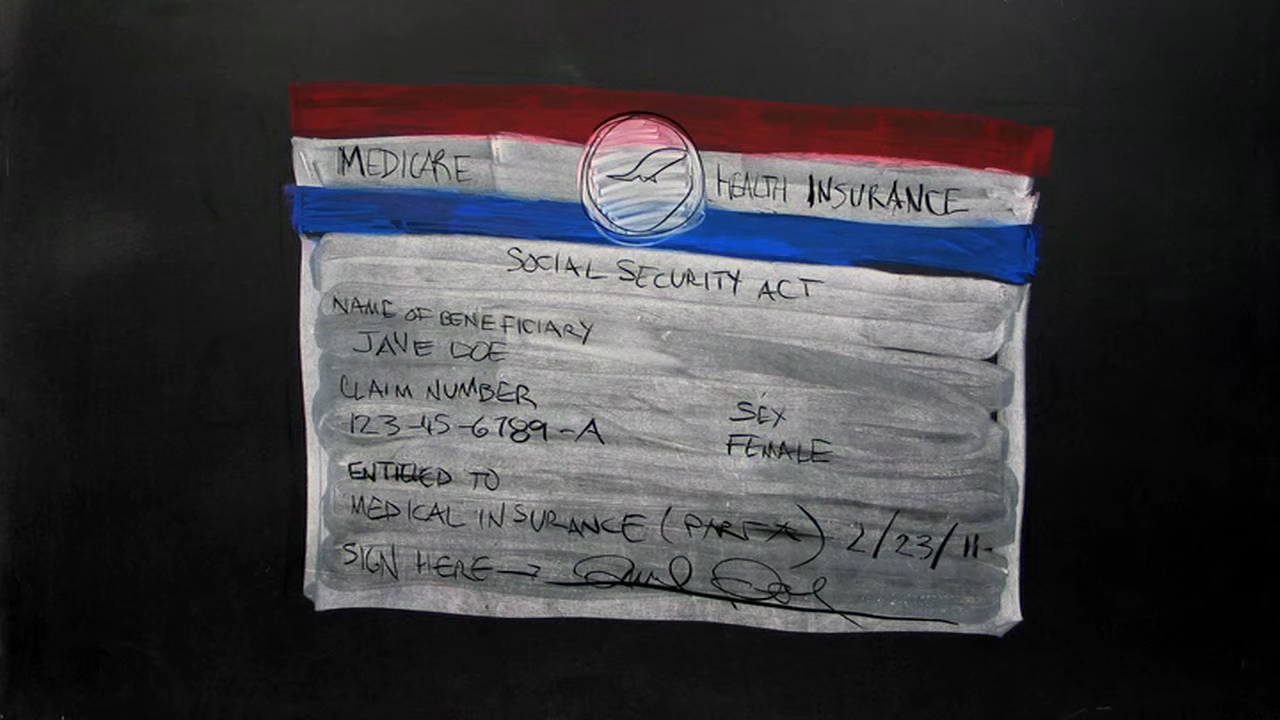 MEDICARE HEALTH INSURANCE
SOCIAL SECURITY ACT
NAME OF BENEFICIARY
JANE DOE
CLAIM NUMBER
123-45-6789-A
SEX
FEMALE
ENTITLED TO
MEDICAL INSURANCE (PART A) 2/23/11
SIGN HERE →